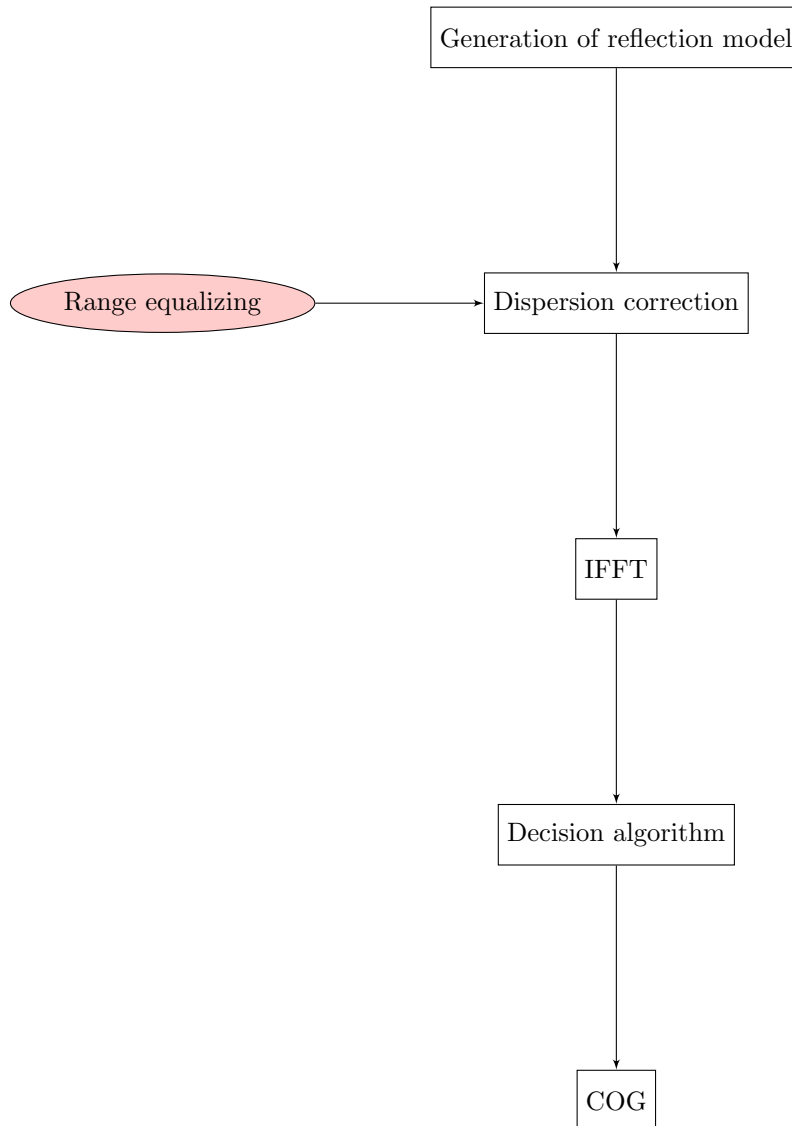 Generation of reflection model
Range equalizing
Dispersion correction
IFFT
Decision algorithm
COG